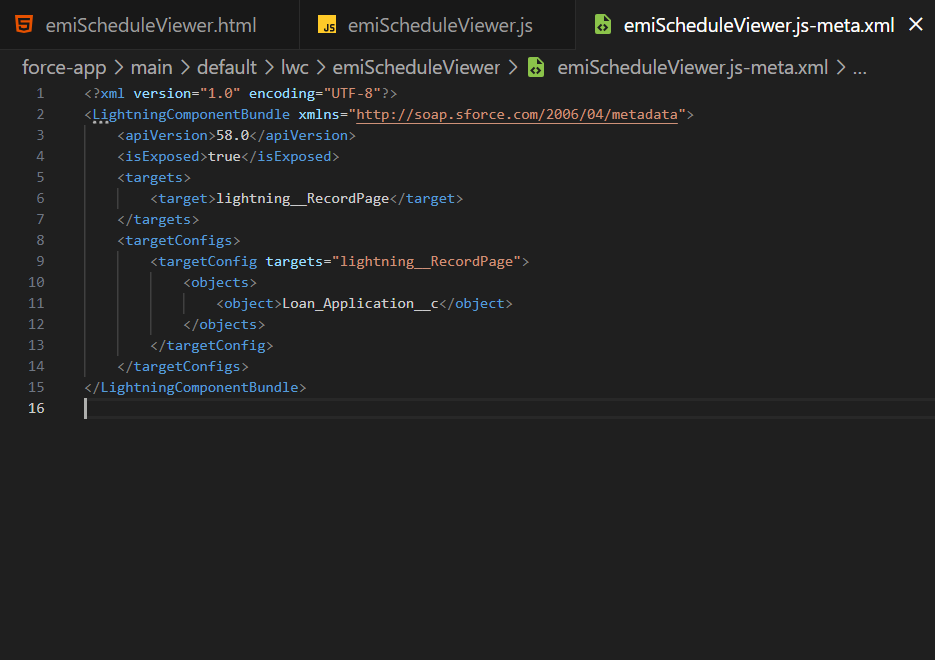 emiScheduleViewer.html JS emiScheduleViewer.js emiScheduleViewer.js-meta.xml
force-app > main > default > lwc > emiScheduleViewer > emiScheduleViewer.js-meta.xml > ...
1 <?xml version="1.0" encoding="UTF-8"?>
2 <LightningComponentBundle xmlns="http://soap.sforce.com/2006/04/metadata">
3 <apiVersion>58.0</apiVersion>
4 <isExposed>true</isExposed>
5 <targets>
6 <target>lightning__RecordPage</target>
7 </targets>
8 <targetConfigs>
9 <targetConfig targets="lightning__RecordPage">
10 <objects>
11 <object>Loan_Application__c</object>
12 </objects>
13 </targetConfig>
14 </targetConfigs>
15 </LightningComponentBundle>
16